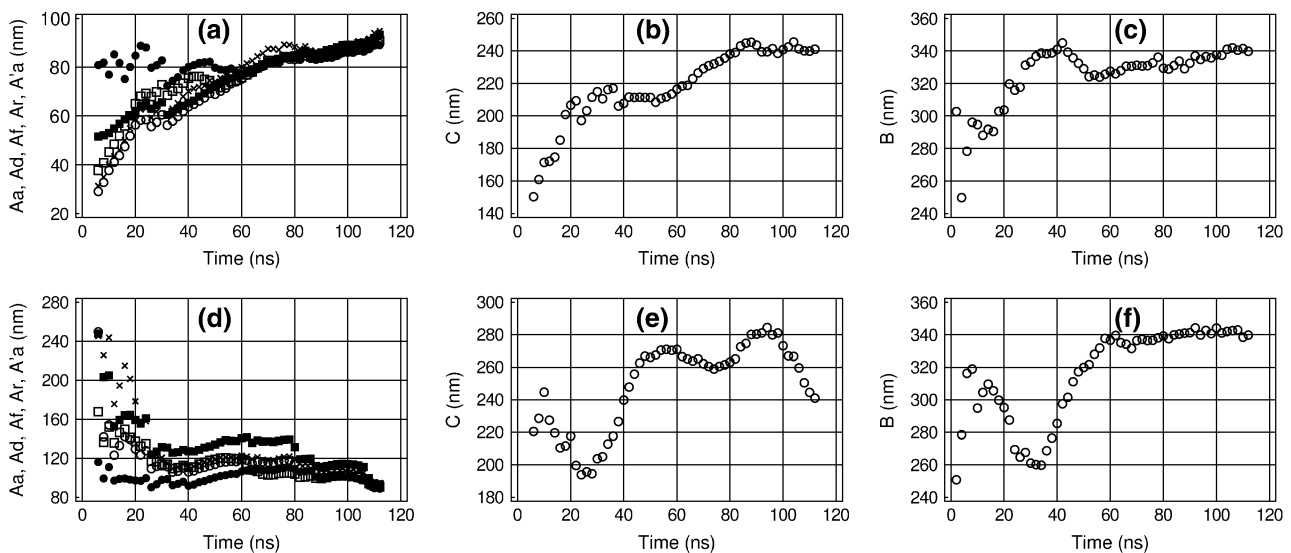 100
80
60
40
20
0 20 40 60 80 100 120
Time (ns)
Aa, Ad, Af, Ar, A'a (nm)
(a)
260
240
220
200
180
160
140
0 20 40 60 80 100 120
Time (ns)
C (nm)
(b)
360
340
320
300
280
260
240
0 20 40 60 80 100 120
Time (ns)
B (nm)
(c)
280
240
200
160
120
80
0 20 40 60 80 100 120
Time (ns)
Aa, Ad, Af, Ar, A'a (nm)
(d)
300
280
260
240
220
200
180
0 20 40 60 80 100 120
Time (ns)
C (nm)
(e)
360
340
320
300
280
260
240
0 20 40 60 80 100 120
Time (ns)
B (nm)
(f)